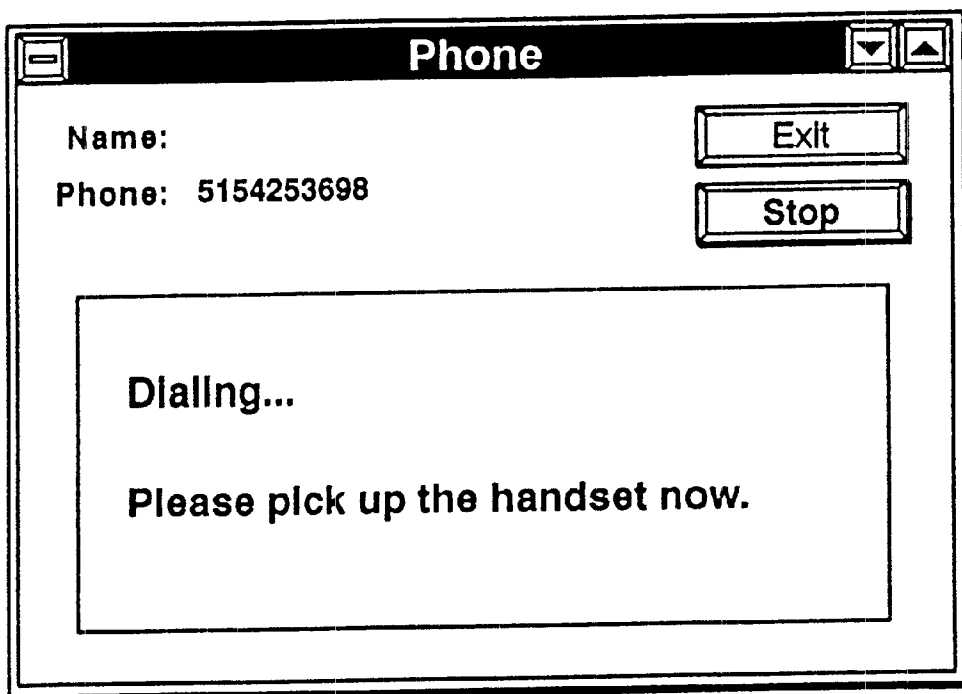 Phone
Name:
Exit
Phone: 5154253698
Stop
Dialing...
Please pick up the handset now.